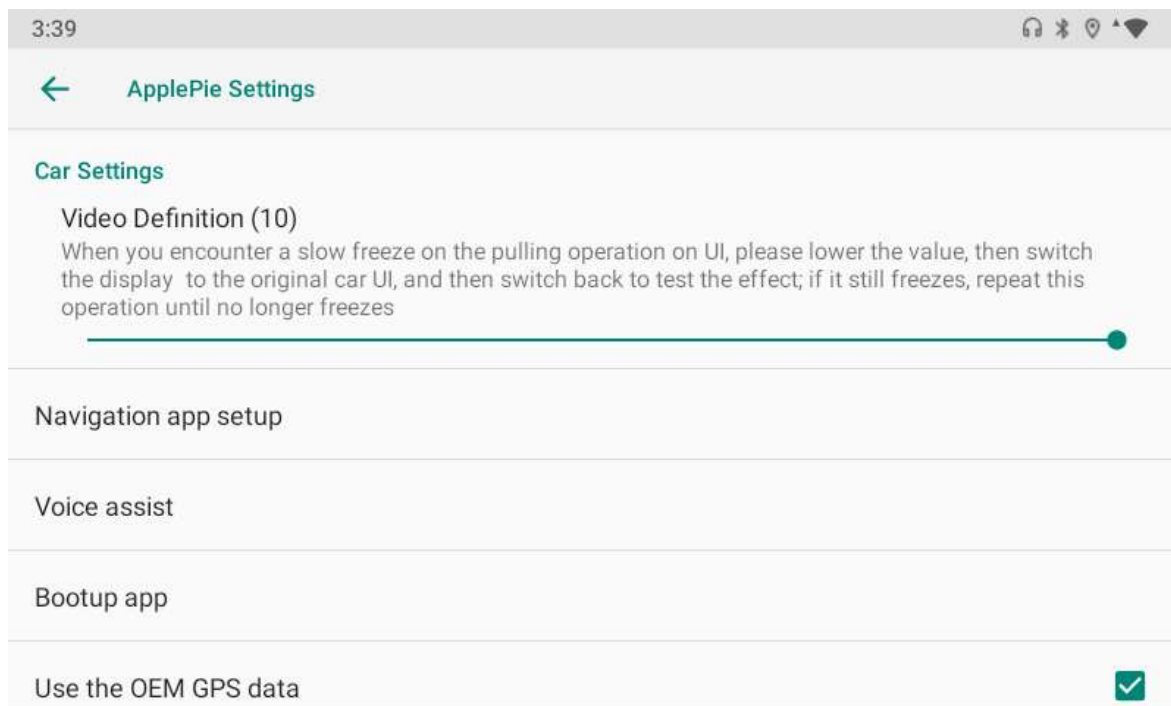 3:39
ApplePie Settings
Car Settings
Video Definition (10)
When you encounter a slow freeze on the pulling operation on UI, please lower the value, then switch
the display  to the original car UI, and then switch back to test the effect; if it still freezes, repeat this
operation until no longer freezes
Navigation app setup
Voice assist
Bootup app
Use the OEM GPS data